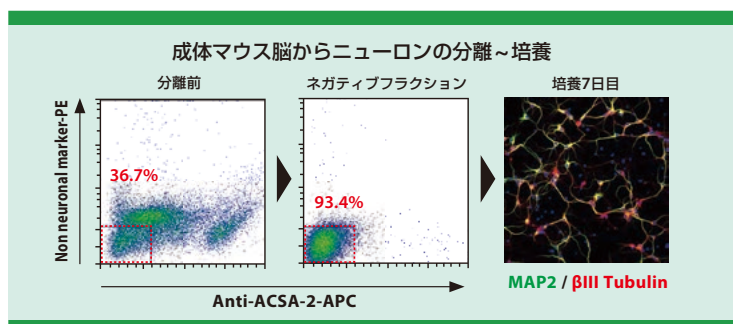 成体マウス脳からニューロンの分離~培養
分離前
ネガティブフラクション
培養7日目
Non neuronal marker-PE
36.7%
93.4%
Anti-ACSA-2-APC
MAP2 / βIII Tubulin